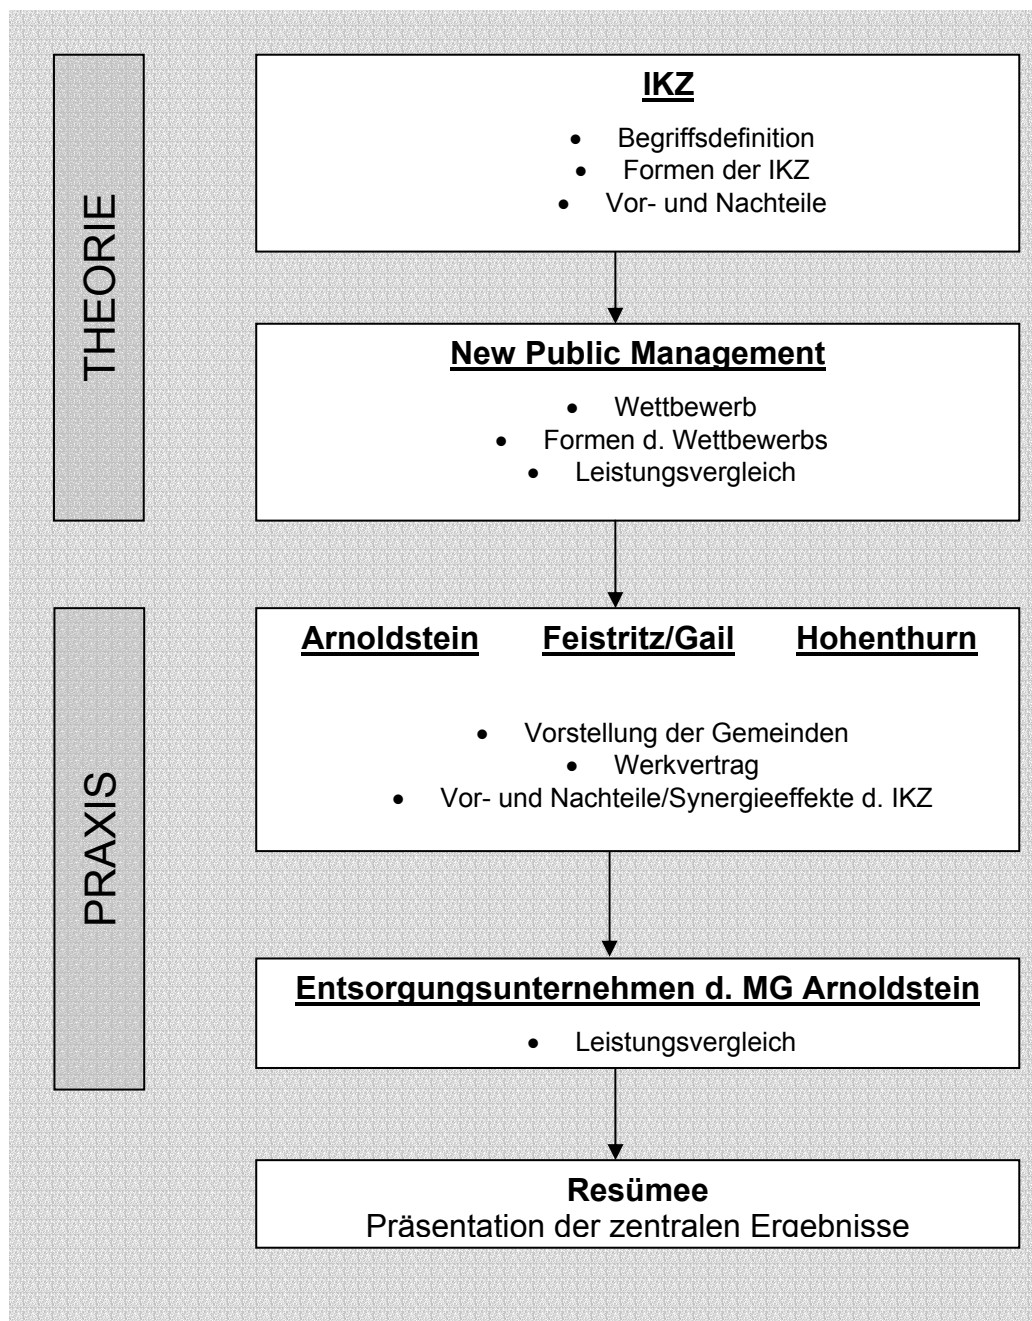 THEORIE
IKZ
• Begriffsdefinition
• Formen der IKZ
• Vor- und Nachteile
New Public Management
• Wettbewerb
• Formen d. Wettbewerbs
• Leistungsvergleich
PRAXIS
Arnoldstein Feistritz/Gail Hohenthurn
• Vorstellung der Gemeinden
• Werkvertrag
• Vor- und Nachteile/Synergieeffekte d. IKZ
Entsorgungsunternehmen d. MG Arnoldstein
• Leistungsvergleich
Resümee
Präsentation der zentralen Ergebnisse